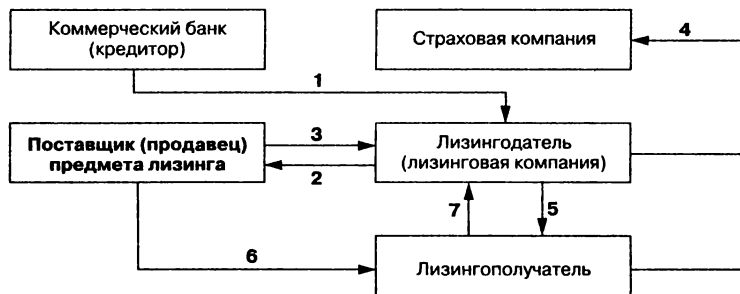 Коммерческий банк
(кредитор)
Страховая компания
4
1
Поставщик (продавец)
предмета лизинга
3
2
Лизингодатель
(лизинговая компания)
7
5
6
Лизингополучатель